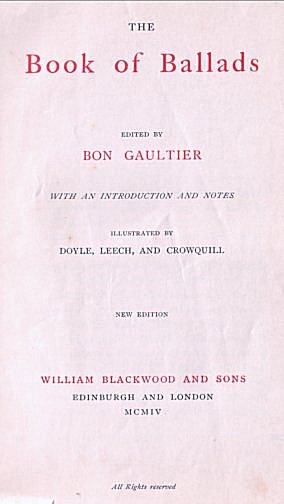 THE
Book of Ballads
EDITED BY
BON GAULTIER
WITH AN INTRODUCTION AND NOTES
ILLUSTRATED BY
DOYLE, LEECH, AND CROWQUILL
NEW EDITION
WILLIAM BLACKWOOD AND SONS
EDINBURGH AND LONDON
MCMIV
All Rights reserved